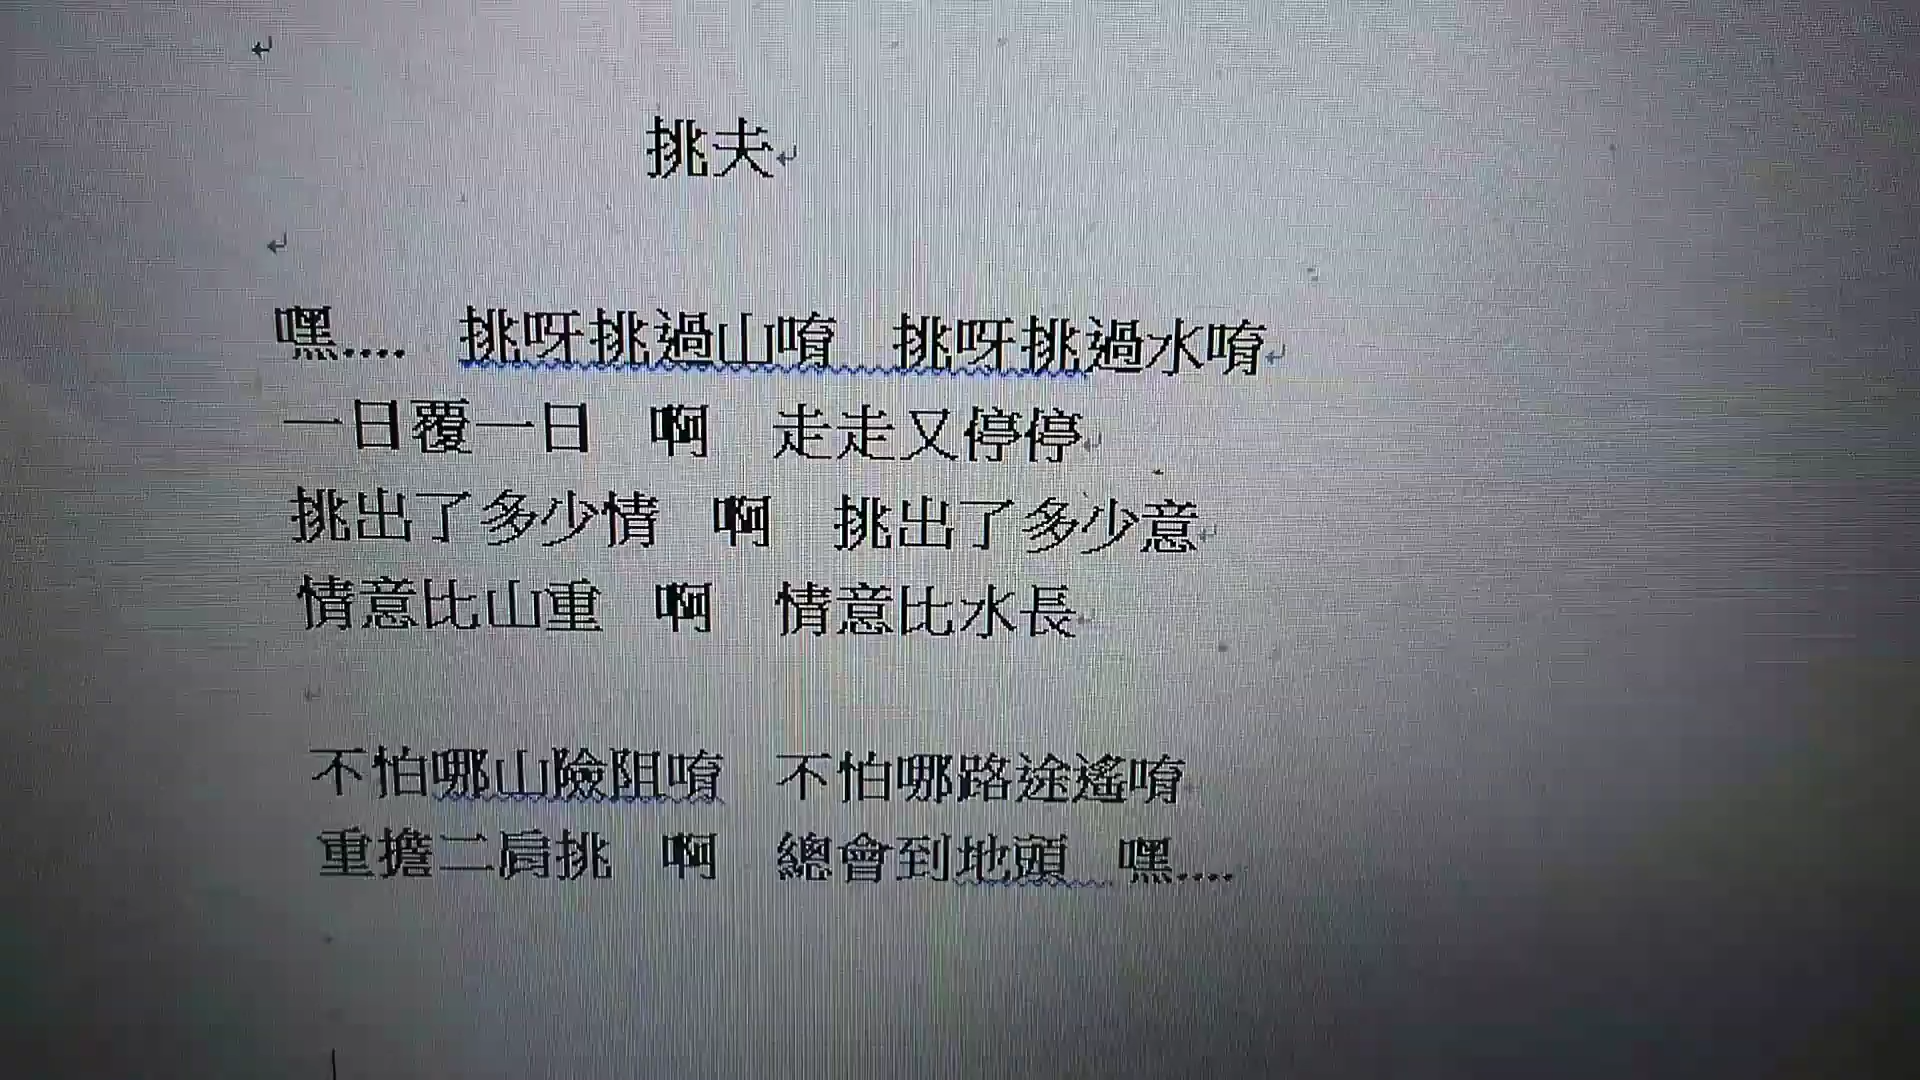 挑夫
嘿.... 挑呀挑過山唷 挑呀挑過水唷
一日覆一日 啊 走走又停停
挑出了多少情 啊 挑出了多少意
情意比山重 啊 情意比水長
不怕哪山險阻唷 不怕哪路途遙唷
重擔二肩挑 啊 總會到地頭 嘿....